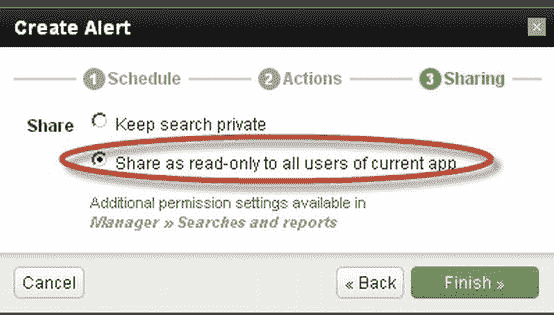 Create Alert
1 Schedule 2 Actions 3 Sharing
Share Keep search private
Share as read-only to all users of current app
Additional permission settings available in
Manager » Searches and reports
Cancel « Back Finish »